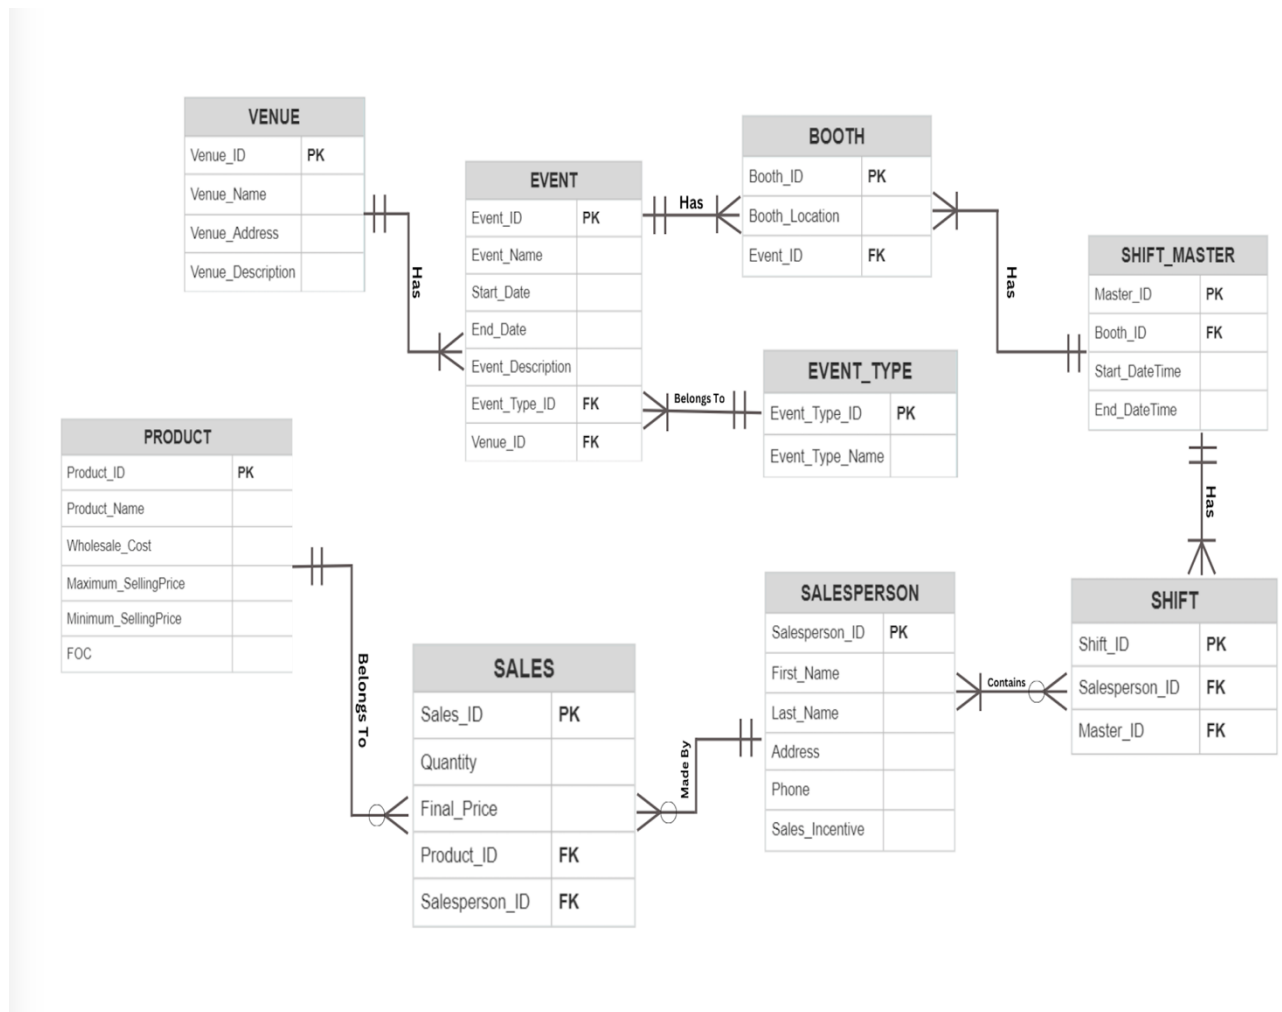 VENUE
Venue_ID PK
Venue_Name
Venue_Address
Venue_Description
Has
EVENT
Event_ID PK
Event_Name
Start_Date
End_Date
Event_Description
Event_Type_ID FK
Venue_ID FK
Has
BOOTH
Booth_ID PK
Booth_Location
Event_ID FK
Has
SHIFT_MASTER
Master_ID PK
Booth_ID FK
Start_DateTime
End_DateTime
Belongs To
EVENT_TYPE
Event_Type_ID PK
Event_Type_Name
Has
PRODUCT
Product_ID PK
Product_Name
Wholesale_Cost
Maximum_SellingPrice
Minimum_SellingPrice
FOC
Belongs To
SALES
Sales_ID PK
Quantity
Final_Price
Product_ID FK
Salesperson_ID FK
Made By
SALESPERSON
Salesperson_ID PK
First_Name
Last_Name
Address
Phone
Sales_Incentive
Contains
SHIFT
Shift_ID PK
Salesperson_ID FK
Master_ID FK